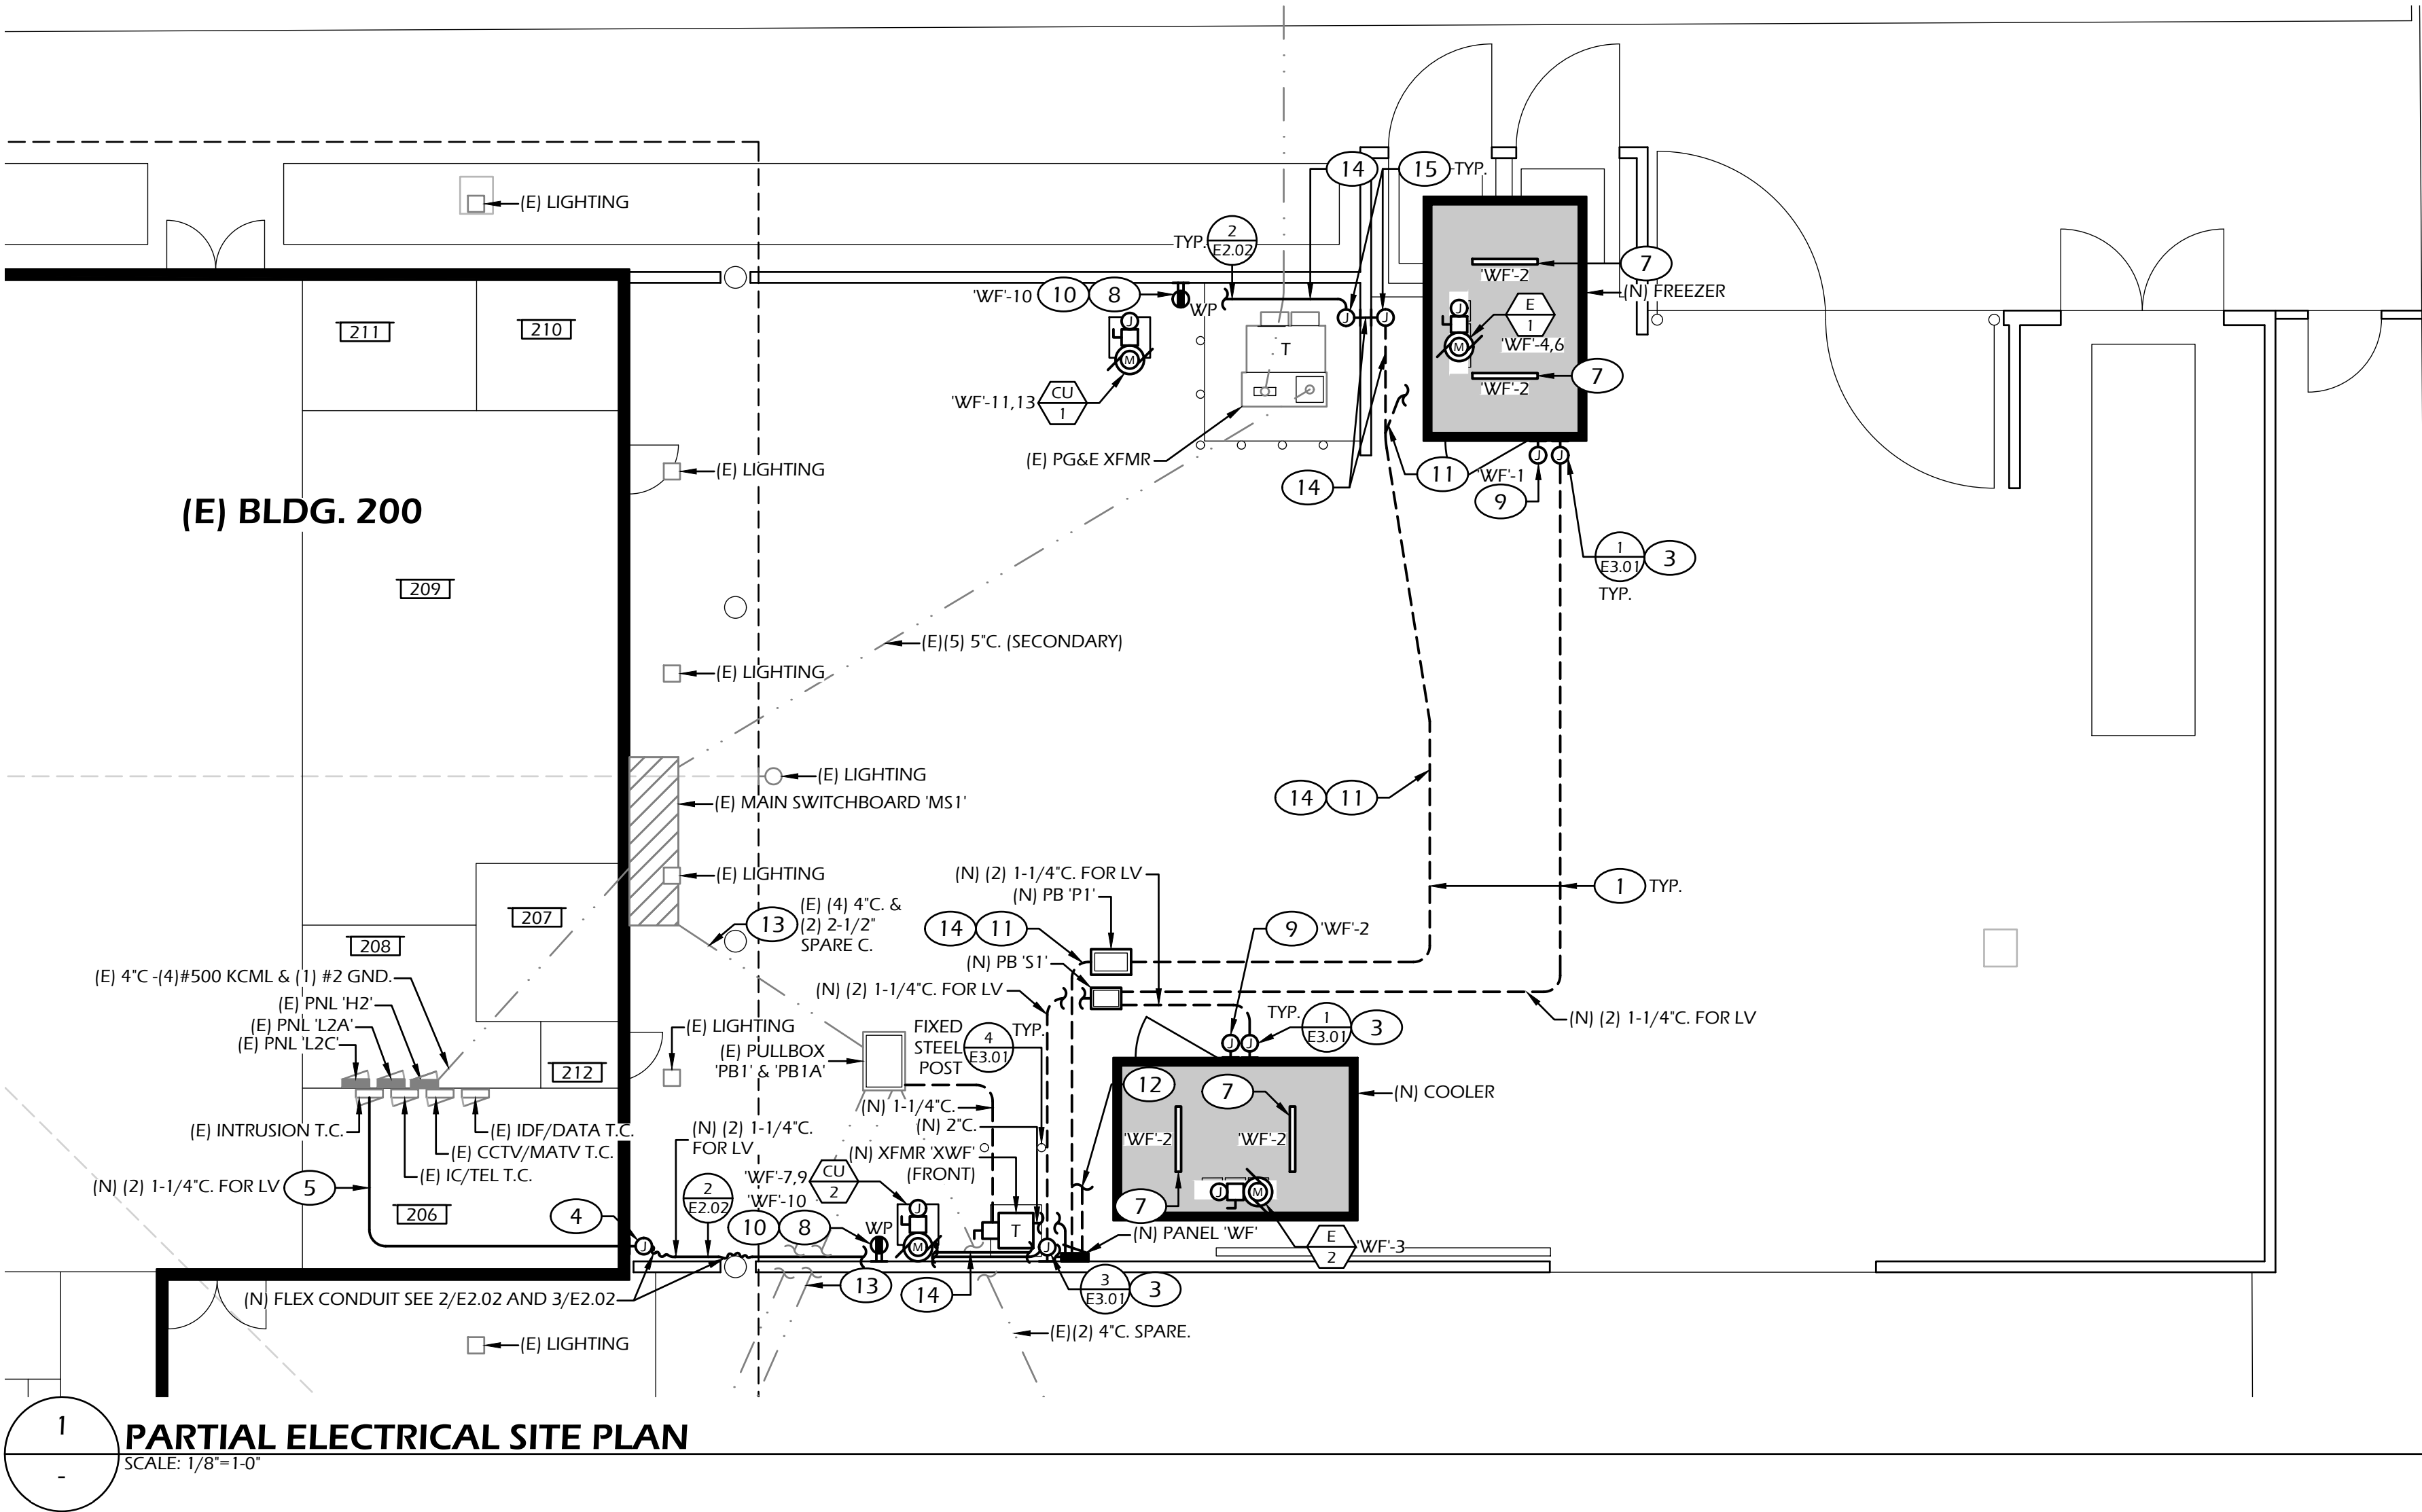 14
15
TYP.
(E) LIGHTING
TYP.
2
E2.02
7
'WF'-2
(N) FREEZER
'WF'-10
10
8
WP
J
J
J
J
E
1
211
210
T
M
M
'WF'-4,6
7
'WF'-2
'WF'-11,13
CU
1
(E) PG&E XFMR
J
J
(E) LIGHTING
11
'WF'-1
14
9
(E) BLDG. 200
1
E3.01
3
TYP.
209
(E)(5) 5"C. (SECONDARY)
(E) LIGHTING
(E) LIGHTING
(E) MAIN SWITCHBOARD 'MS1'
14
11
(E) LIGHTING
(N) (2) 1-1/4"C. FOR LV
(N) PB 'P1'
1
TYP.
207
13
(E) (4) 4"C. &
(2) 2-1/2"
SPARE C.
14
11
9
'WF'-2
208
(N) PB 'S1'
(E) 4"C -(4)#500 KCML & (1) #2 GND.
(N) (2) 1-1/4"C. FOR LV
(E) PNL 'H2'
(E) PNL 'L2A'
(E) PNL 'L2C'
(E) LIGHTING
FIXED
STEEL
POST
4
E3.01
TYP.
TYP.
1
E3.01
3
(N) (2) 1-1/4"C. FOR LV
J
J
(E) PULLBOX
'PB1' & 'PB1A'
212
12
7
(N) COOLER
(N) 1-1/4"C.
(N) 2"C.
(E) INTRUSION T.C.
(E) IDF/DATA T.C.
(E) CCTV/MATV T.C.
(E) IC/TEL T.C.
(N) (2) 1-1/4"C.
FOR LV
'WF'-2
'WF'-2
(N) XFMR 'XWF'
(FRONT)
(N) (2) 1-1/4"C. FOR LV
5
'WF'-7,9
CU
2
2
E2.02
'WF'-10
J
M
7
206
4
10
8
WP
J
T
(N) PANEL 'WF'
J
M
J
E
2
'WF'-3
(N) FLEX CONDUIT SEE 2/E2.02 AND 3/E2.02
13
14
3
E3.01
3
(E) LIGHTING
(E)(2) 4"C. SPARE.
1
-
PARTIAL ELECTRICAL SITE PLAN
SCALE: 1/8"=1-0"